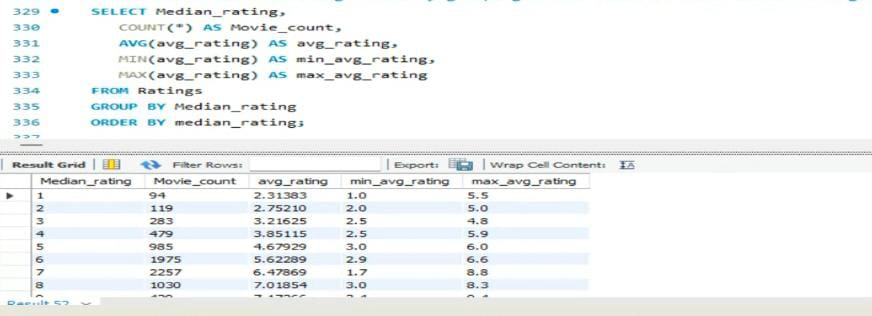 329 SELECT Median_rating,
330 COUNT(*) AS Movie_count,
331 AVG(avg_rating) AS avg_rating,
332 MIN(avg_rating) AS min_avg_rating,
333 MAX(avg_rating) AS max_avg_rating
334 FROM Ratings
335 GROUP BY Median_rating
336 ORDER BY median_rating;
337
Result Grid Filter Rows: Export: Wrap Cell Content:
Median_rating Movie_count avg_rating min_avg_rating max_avg_rating
1 94 2.31383 1.0 5.5
2 119 2.75210 2.0 5.0
3 283 3.21625 2.5 4.8
4 479 3.85115 2.5 5.9
5 985 4.67929 3.0 6.0
6 1975 5.62289 2.9 6.6
7 2257 6.47869 1.7 8.8
8 1030 7.01854 3.0 8.3
Result 52